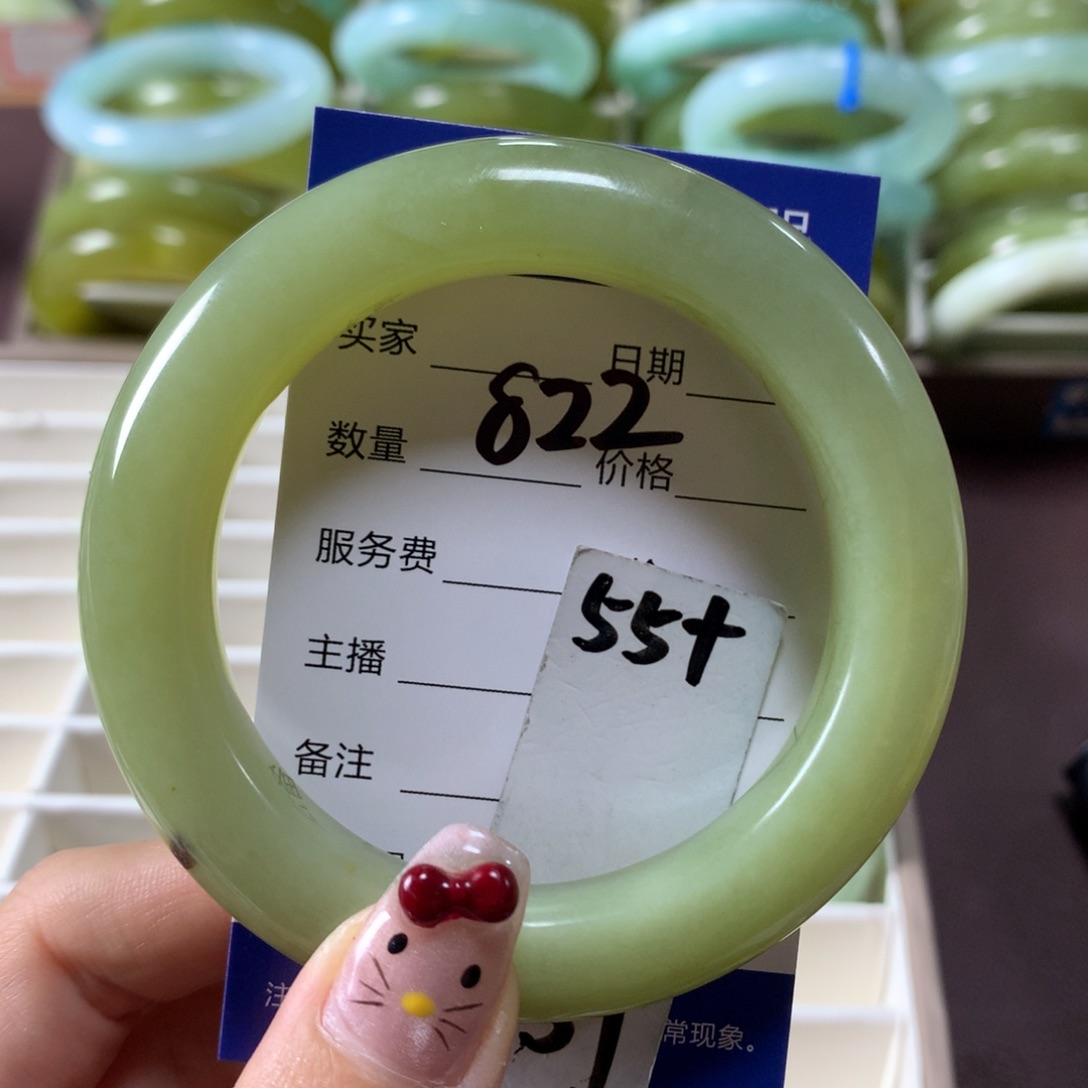 买家 日期
822
数量 价格
服务费
55+
主播
备注
常现象。